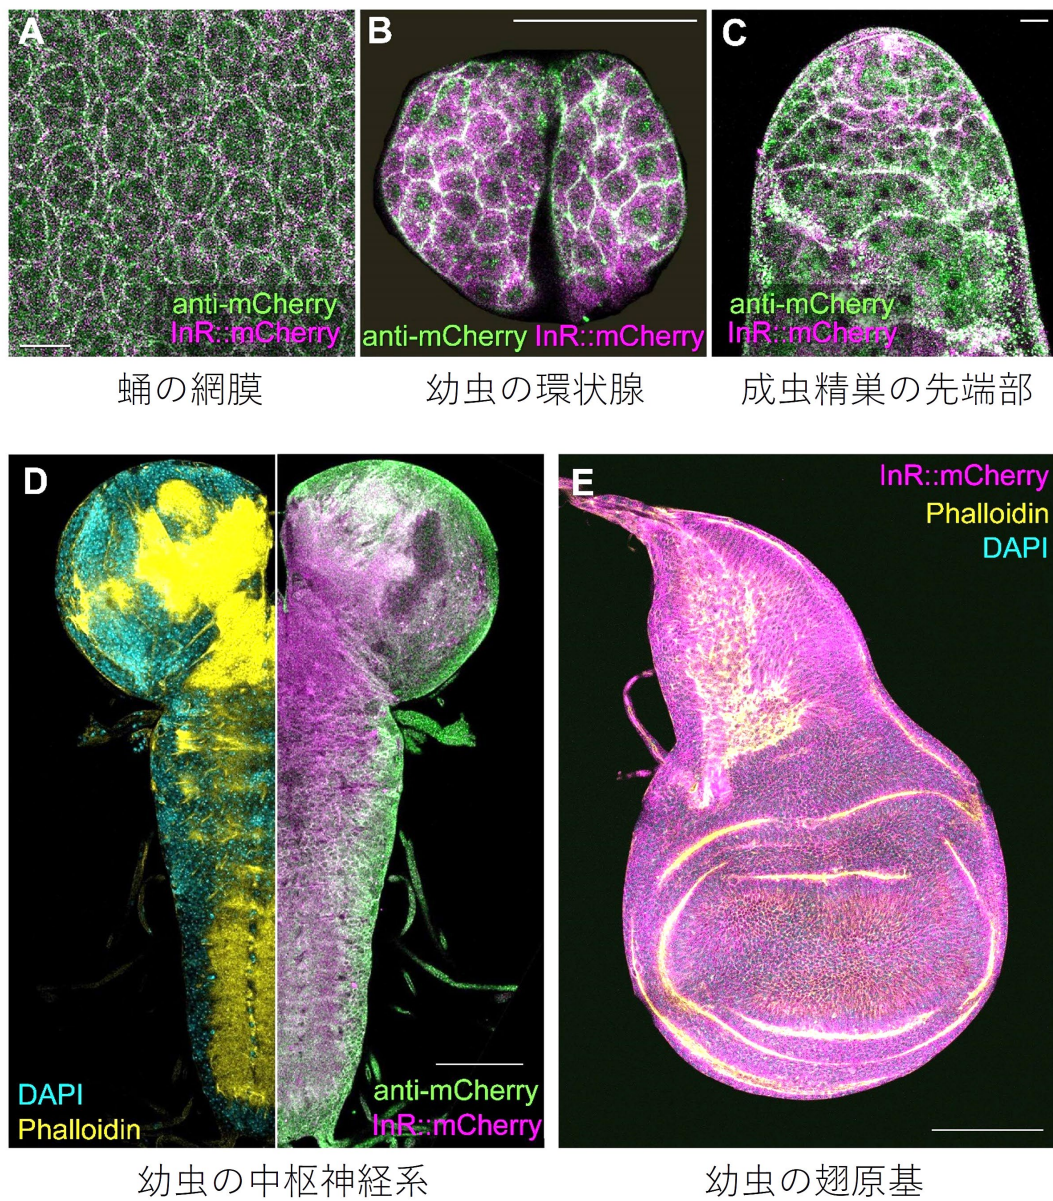 A
anti-mCherry
InR::mCherry
蛹の網膜
B
anti-mCherry InR::mCherry
幼虫の環状腺
C
anti-mCherry
InR::mCherry
成虫精巣の先端部
D
DAPI
Phalloidin
anti-mCherry
InR::mCherry
幼虫の中枢神経系
E
InR::mCherry
Phalloidin
DAPI
幼虫の翅原基